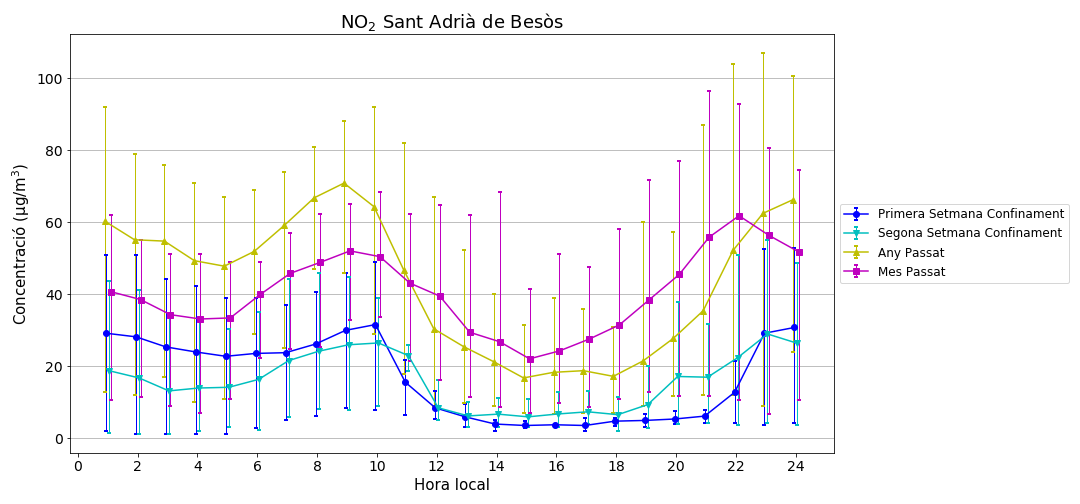 NO₂ Sant Adrià de Besòs
Concentració (µg/m³)
100
80
60
40
20
0
0 2 4 6 8 10 12 14 16 18 20 22 24
Hora local
Primera Setmana Confinament
Segona Setmana Confinament
Any Passat
Mes Passat